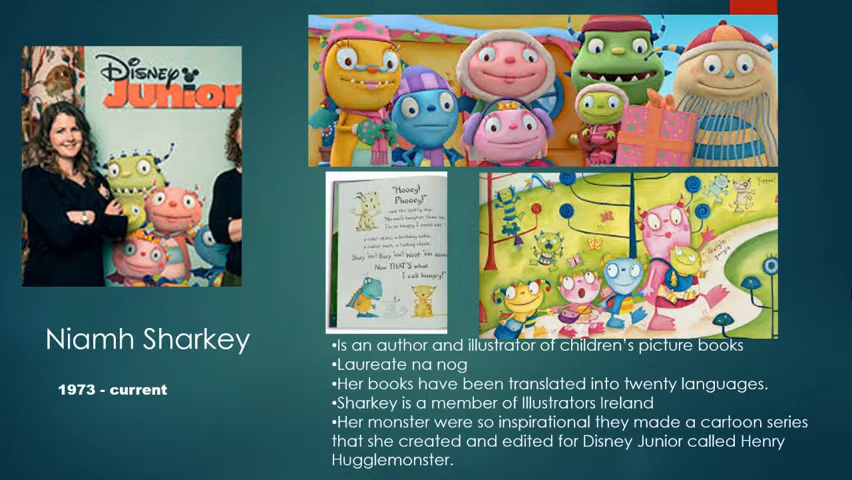 Disney
Junior
"Hooey!
Phooey!"
I call hungry!"
Niamh Sharkey
1973 - current
•Is an author and illustrator of children's picture books
•Laureate na nog
•Her books have been translated into twenty languages.
•Sharkey is a member of Illustrators Ireland
•Her monster were so inspirational they made a cartoon series
that she created and edited for Disney Junior called Henry
Hugglemonster.